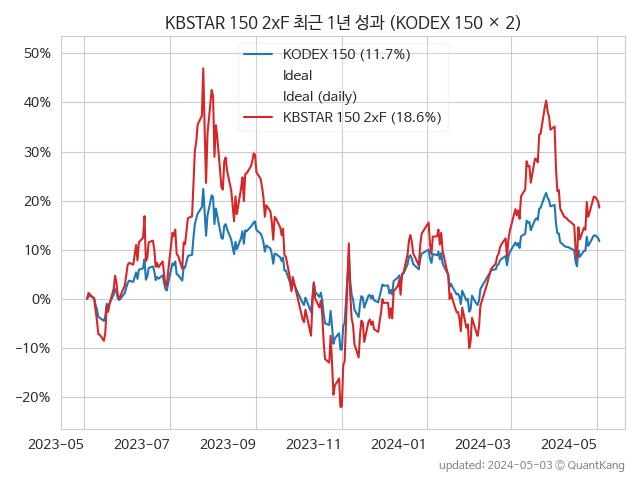 KBSTAR 150 2xF 최근 1년 성과 (KODEX 150 × 2)
50%
40%
30%
20%
10%
0%
−10%
−20%
KODEX 150 (11.7%)
Ideal
Ideal (daily)
KBSTAR 150 2xF (18.6%)
2023-05 2023-07 2023-09 2023-11 2024-01 2024-03 2024-05
updated: 2024-05-03 ⓒ QuantKang